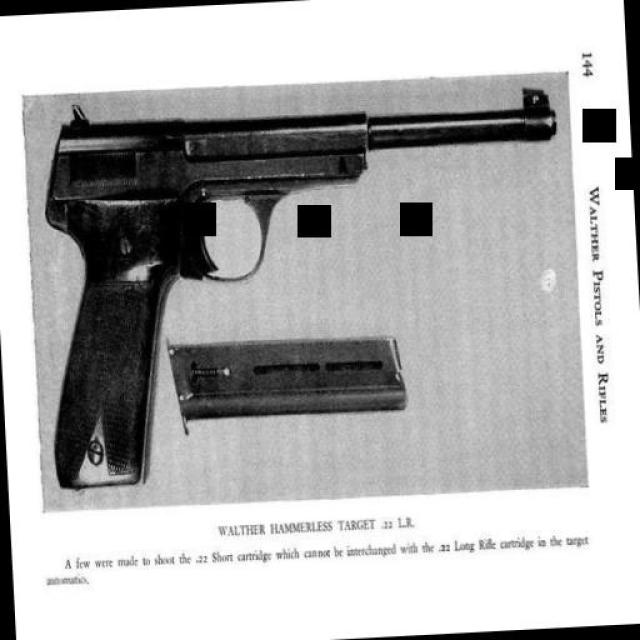 144
WALTHER PISTOLS AND RIFLES
WALTHER HAMMERLESS TARGET .22 L.R.
A few were made to shoot the .22 Short cartridge which cannot be interchanged with the .22 Long Rifle cartridge in the target
automatics.